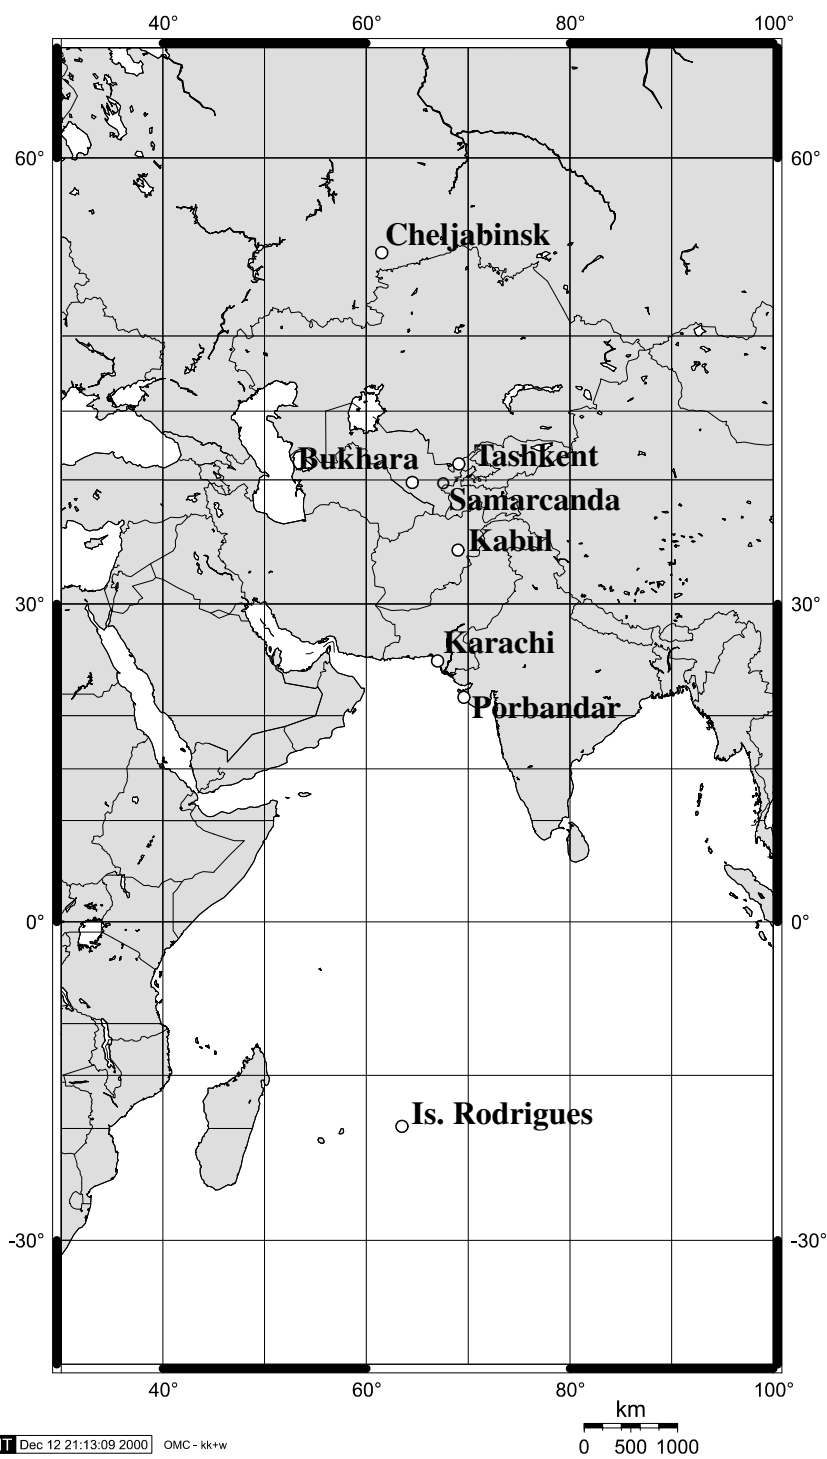 40° 60° 80° 100°
60° 60°
Cheljabinsk
Bukhara Tashkent
Samarcanda
Kabul
30° 30°
Karachi
Porbandar
0° 0°
Is. Rodrigues
-30° -30°
40° 60° 80° 100°
km
0 500 1000
Dec 12 21:13:09 2000 OMC - kk+w